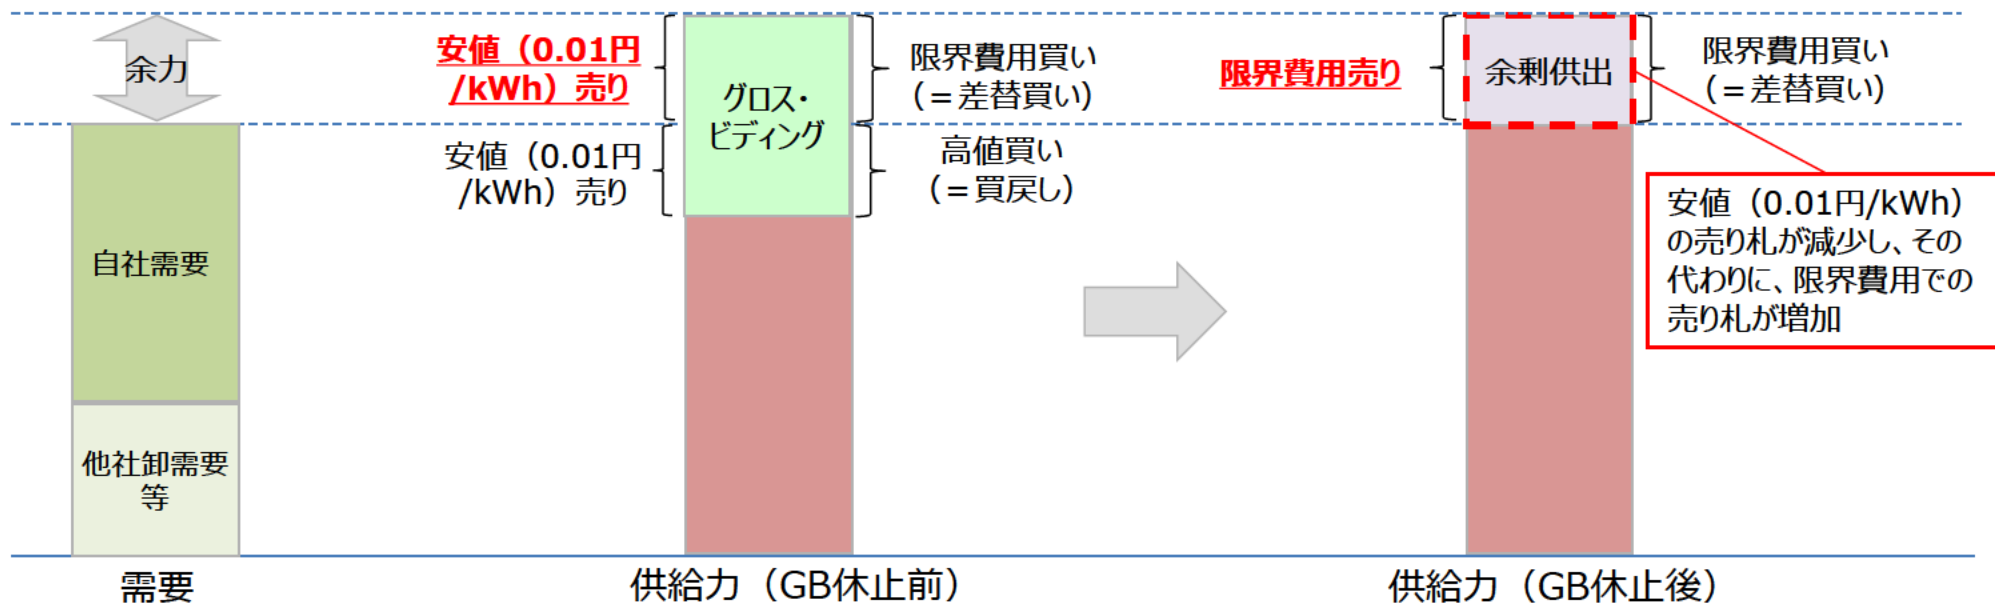 余力
自社需要
他社卸需要
等
需要
安値（0.01円
/kWh）売り
安値（0.01円
/kWh）売り
グロス・
ビディング
限界費用買い
（＝差替買い）
高値買い
（＝買戻し）
供給力（GB休止前）
限界費用売り
余剰供出
限界費用買い
（＝差替買い）
安値（0.01円/kWh）
の売り札が減少し、その
代わりに、限界費用での
売り札が増加
供給力（GB休止後）